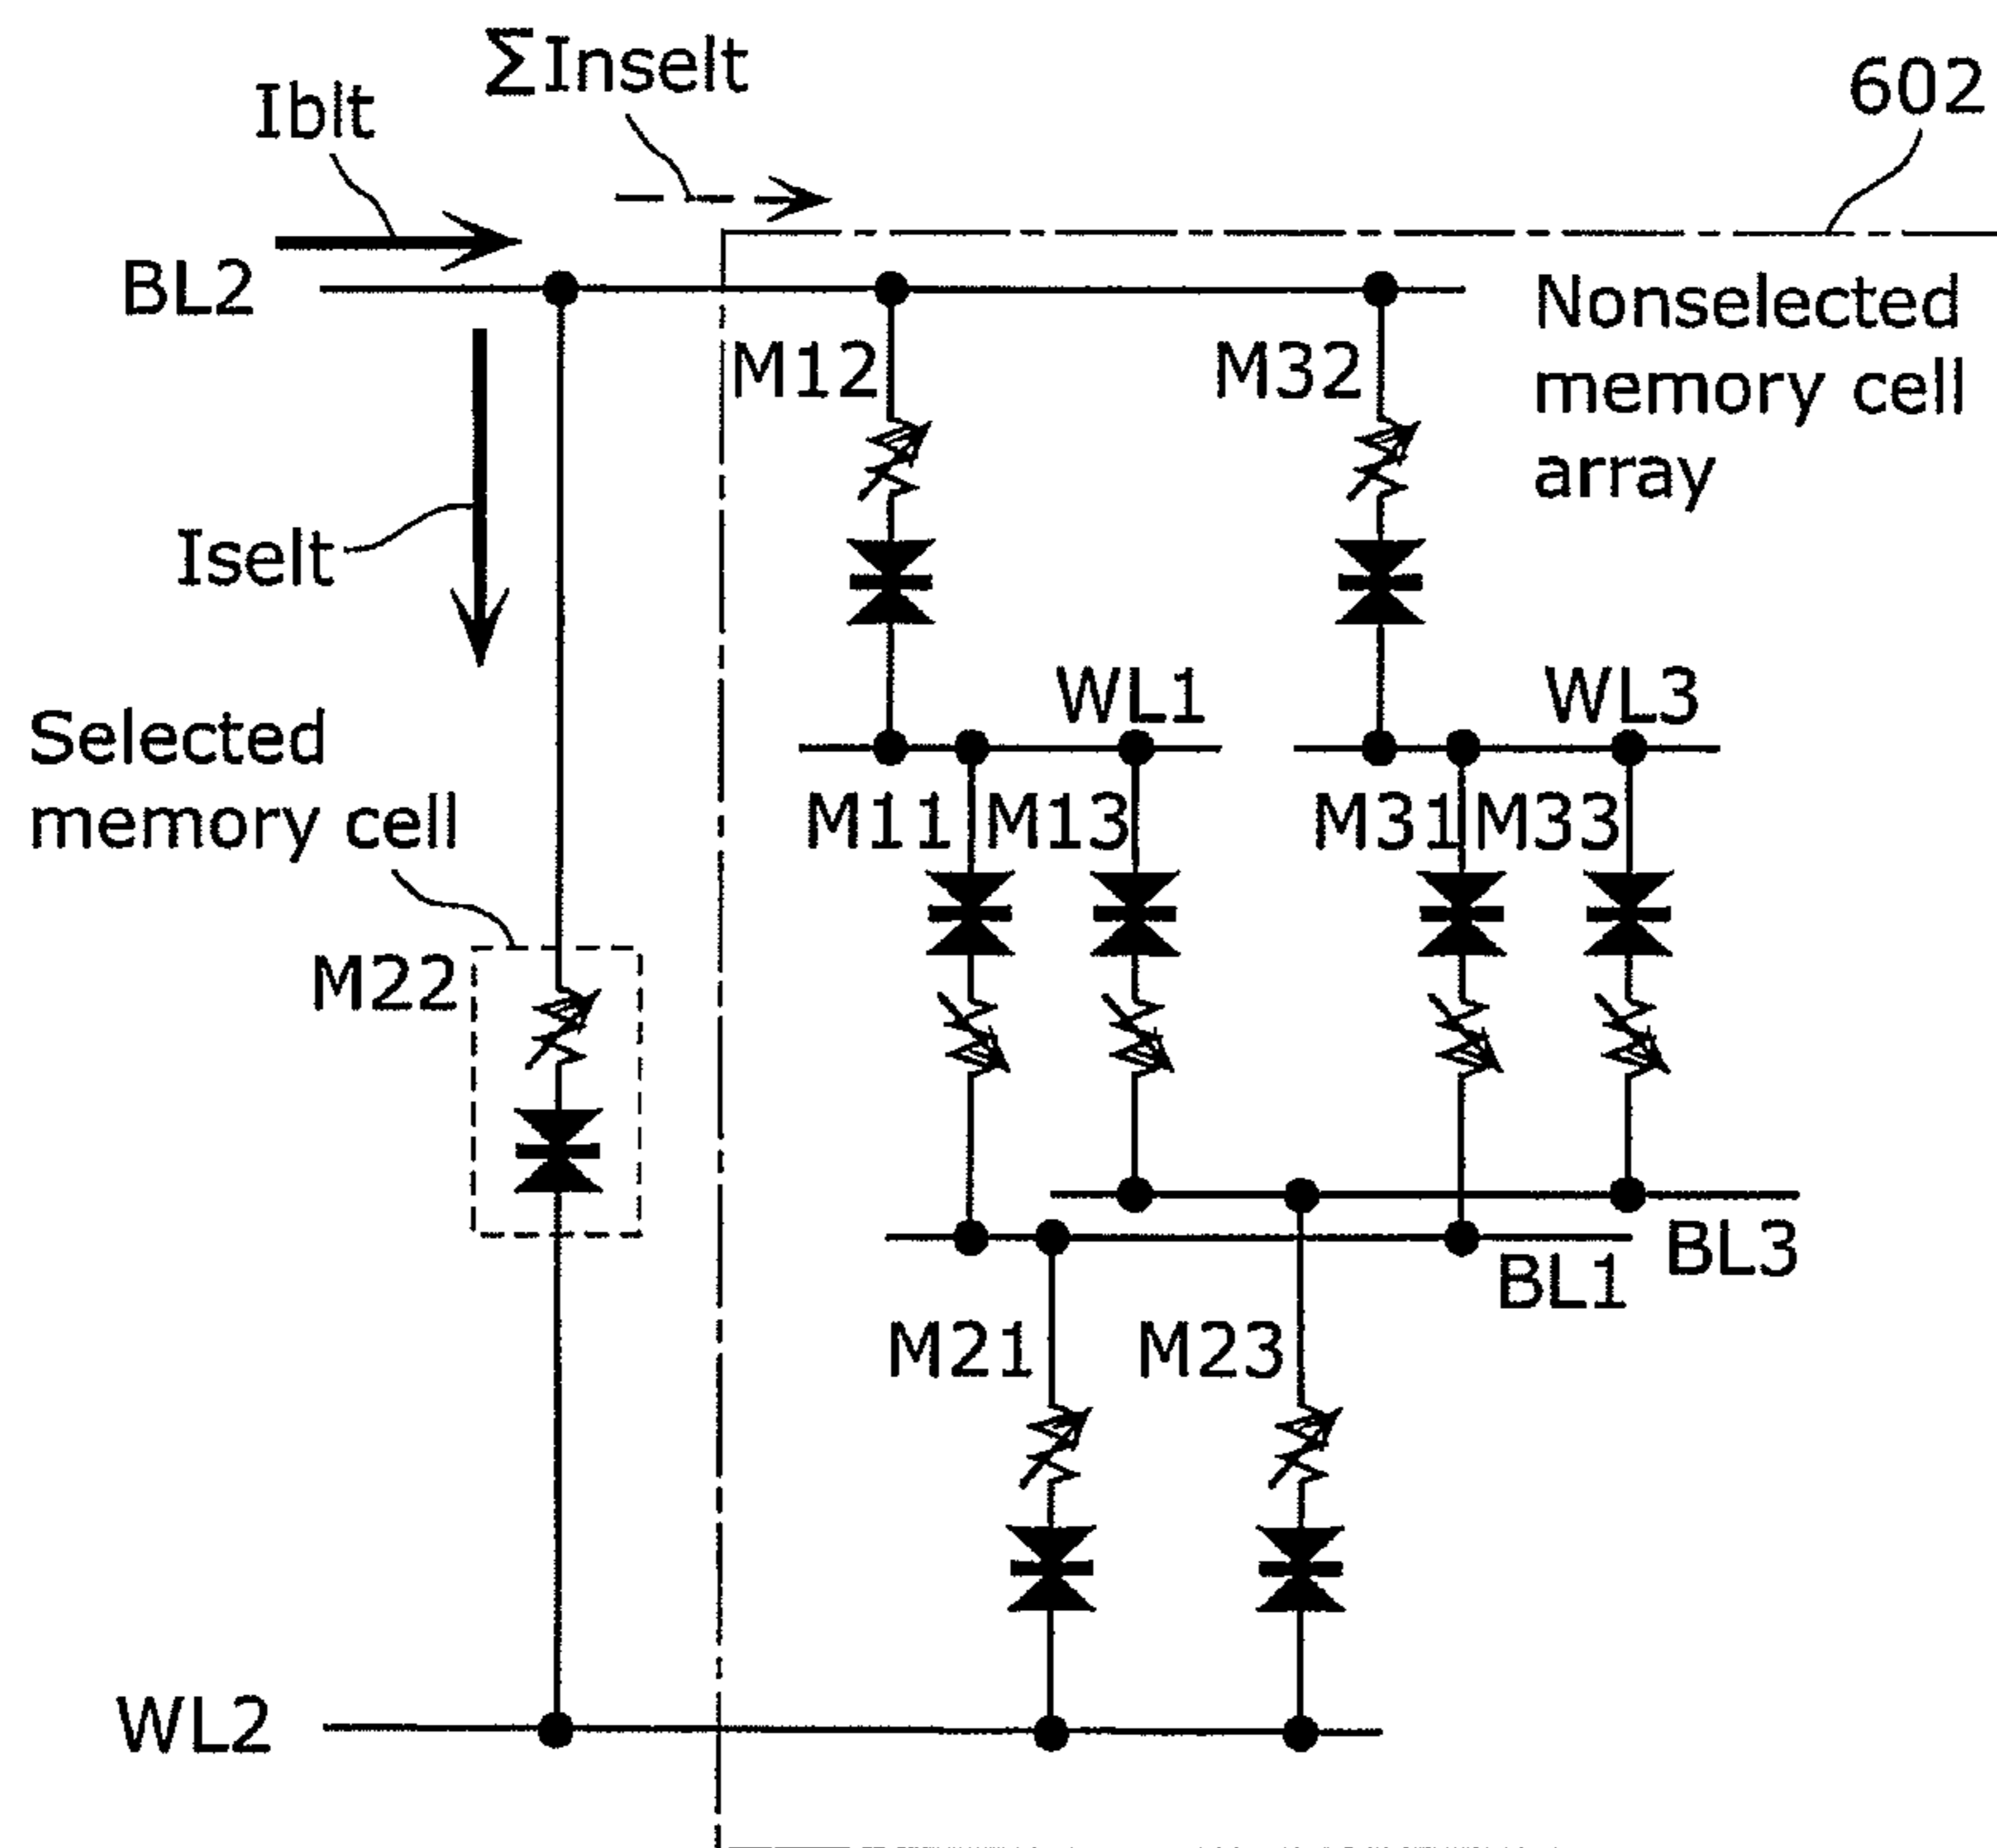 ΣInselt
602
Iblt
BL2
Nonselected
memory cell
array
M12
M32
Iselt
WL1
WL3
Selected
memory cell
M11
M13
M31
M33
M22
BL3
BL1
M21
M23
WL2